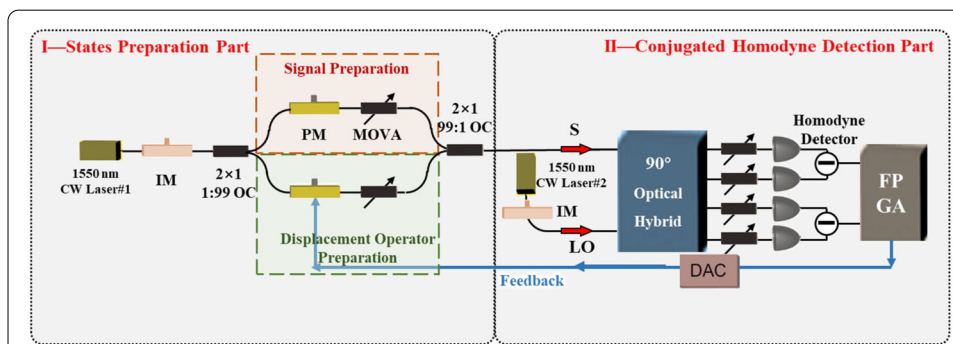 I—States Preparation Part
II—Conjugated Homodyne Detection Part
Signal Preparation
PM
MOVA
2×1
99:1 OC
1550 nm
CW Laser#1
IM
2×1
1:99 OC
Displacement Operator
Preparation
S
1550 nm
CW Laser#2
IM
LO
90°
Optical
Hybrid
Homodyne
Detector
FP
GA
DAC
Feedback